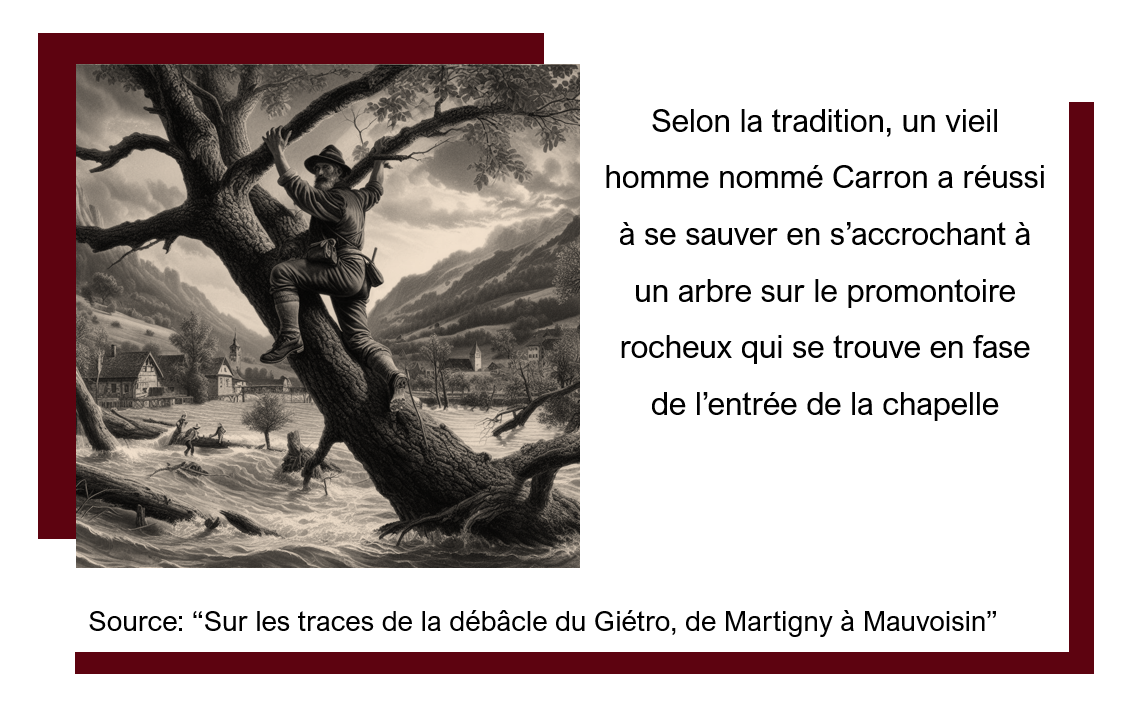 Selon la tradition, un vieil
homme nommé Carron a réussi
à se sauver en s’accrochant à
un arbre sur le promontoire
rocheux qui se trouve en fase
de l’entrée de la chapelle
Source: “Sur les traces de la débâcle du Giétro, de Martigny à Mauvoisin”